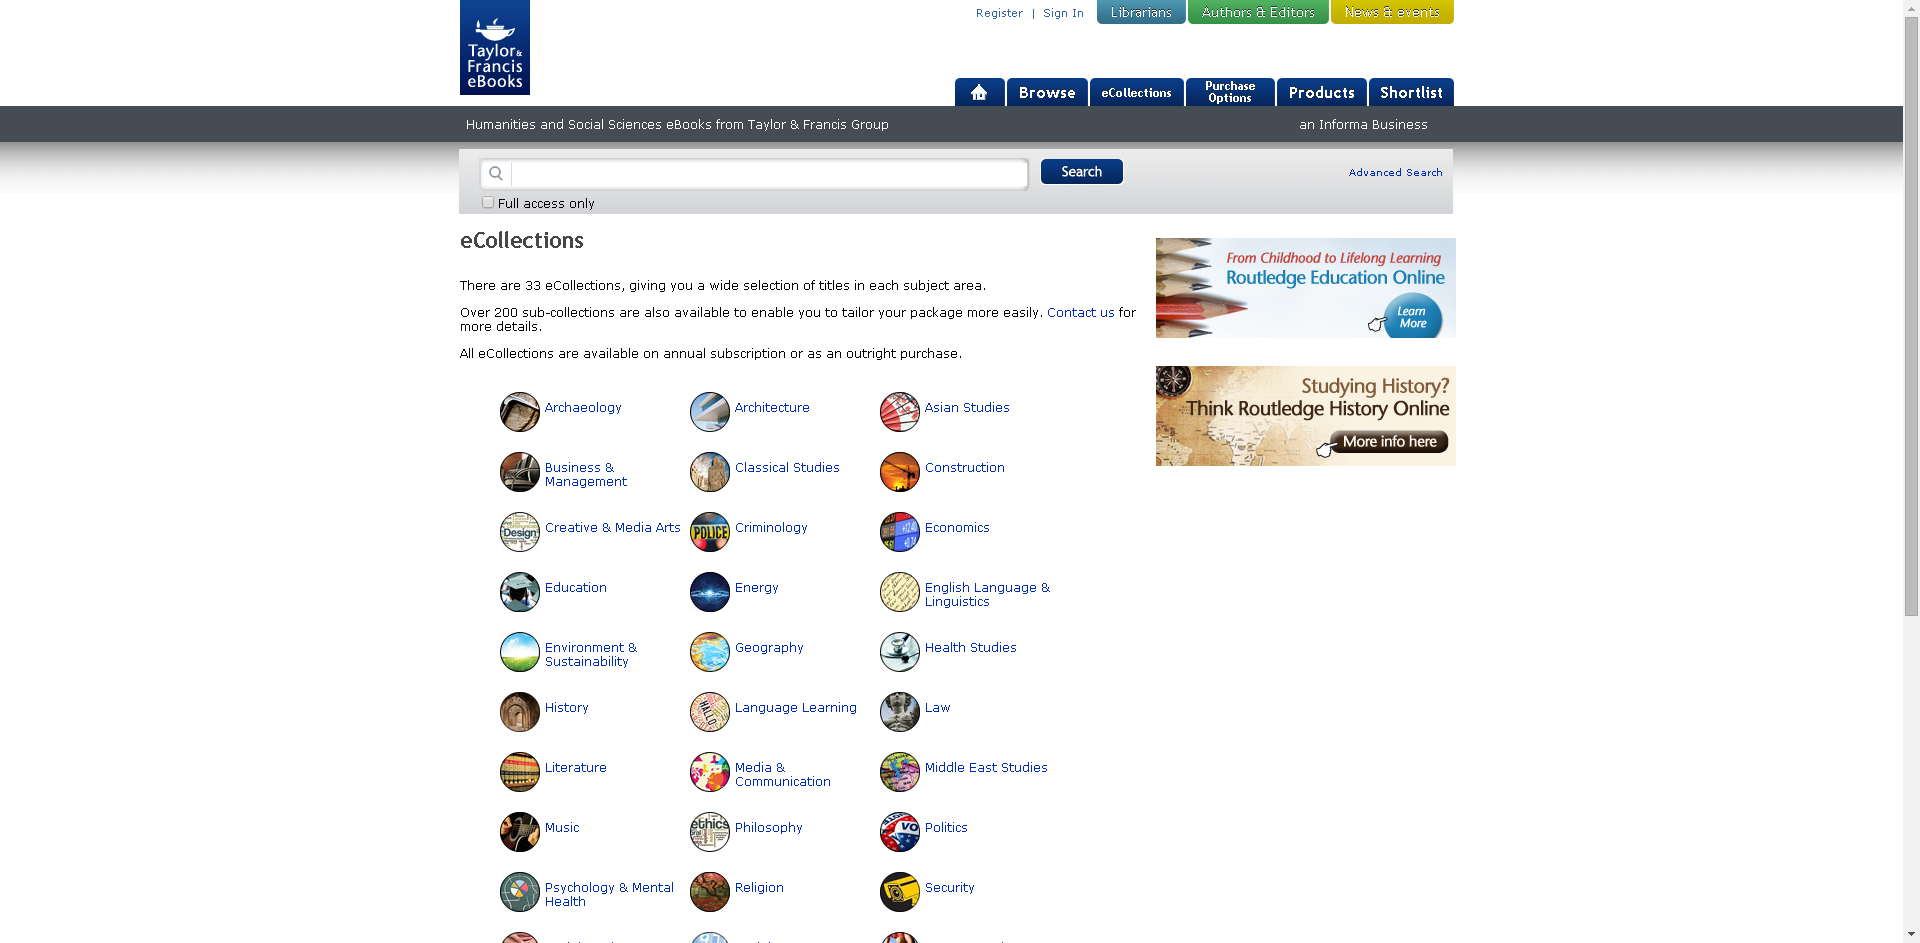 Register | Sign In
Librarians
Authors & Editors
News & events
Taylor &
Francis
eBooks
Browse
eCollections
Purchase
Options
Products
Shortlist
Humanities and Social Sciences eBooks from Taylor & Francis Group
an Informa Business
Search
Advanced Search
Full access only
eCollections
There are 33 eCollections, giving you a wide selection of titles in each subject area.
Over 200 sub-collections are also available to enable you to tailor your package more easily. Contact us for
more details.
All eCollections are available on annual subscription or as an outright purchase.
From Childhood to Lifelong Learning
Routledge Education Online
Learn
More
Studying History?
Think Routledge History Online
More info here
Archaeology
Architecture
Asian Studies
Business &
Management
Classical Studies
Construction
Design
Creative & Media Arts
POLICE
Criminology
Economics
Education
Energy
English Language &
Linguistics
Environment &
Sustainability
Geography
Health Studies
History
HALLO
Language Learning
Law
Literature
Media &
Communication
Middle East Studies
Music
ethics
Philosophy
VO
Politics
Psychology & Mental
Health
Religion
Security